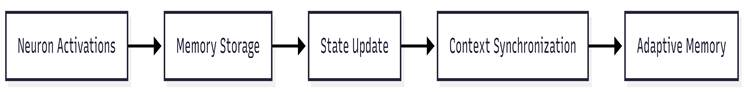 Neuron Activations
Memory Storage
State Update
Context Synchronization
Adaptive Memory